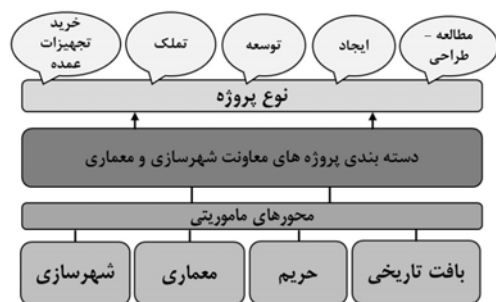 مطالعه –
طراحی
ایجاد
توسعه
تملک
خرید
تجهیزات
عمده
نوع پروژه
دسته بندی پروژه های معاونت شهرسازی و معماری
محورهای ماموریتی
بافت تاریخی
حریم
معماری
شهرسازی